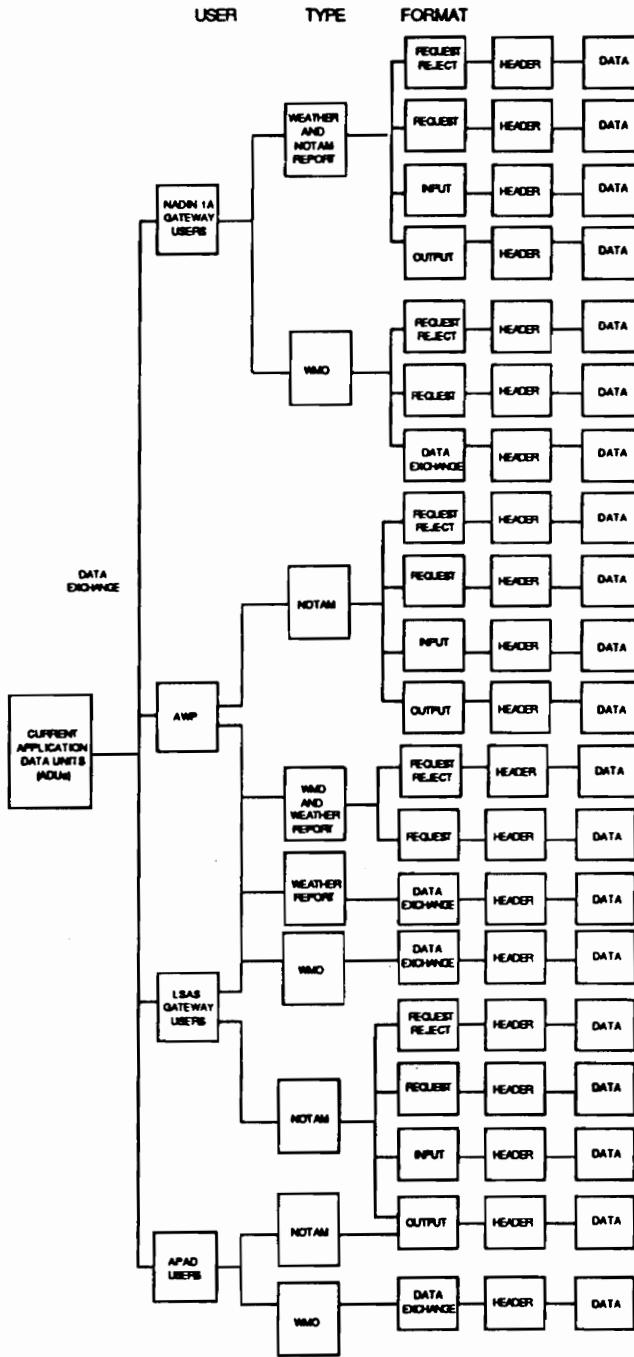 USER TYPE FORMAT
REQUEST
REJECT
HEADER
DATA
WEATHER
AND
NOTAM
REPORT
REQUEST
HEADER
DATA
INPUT
HEADER
DATA
NADIN 1A
GATEWAY
USERS
OUTPUT
HEADER
DATA
REQUEST
REJECT
HEADER
DATA
WMO
REQUEST
HEADER
DATA
DATA
EXCHANGE
HEADER
DATA
REQUEST
REJECT
HEADER
DATA
DATA
EXCHANGE
NOTAM
REQUEST
HEADER
DATA
INPUT
HEADER
DATA
AWP
OUTPUT
HEADER
DATA
CURRENT
APPLICATION
DATA UNITS
(ADUs)
WMO
AND
WEATHER
REPORT
REQUEST
REJECT
HEADER
DATA
REQUEST
HEADER
DATA
WEATHER
REPORT
DATA
EXCHANGE
HEADER
DATA
WMO
DATA
EXCHANGE
HEADER
DATA
LSAS
GATEWAY
USERS
REQUEST
REJECT
HEADER
DATA
NOTAM
REQUEST
HEADER
DATA
INPUT
HEADER
DATA
NOTAM
OUTPUT
HEADER
DATA
APAD
USERS
WMO
DATA
EXCHANGE
HEADER
DATA